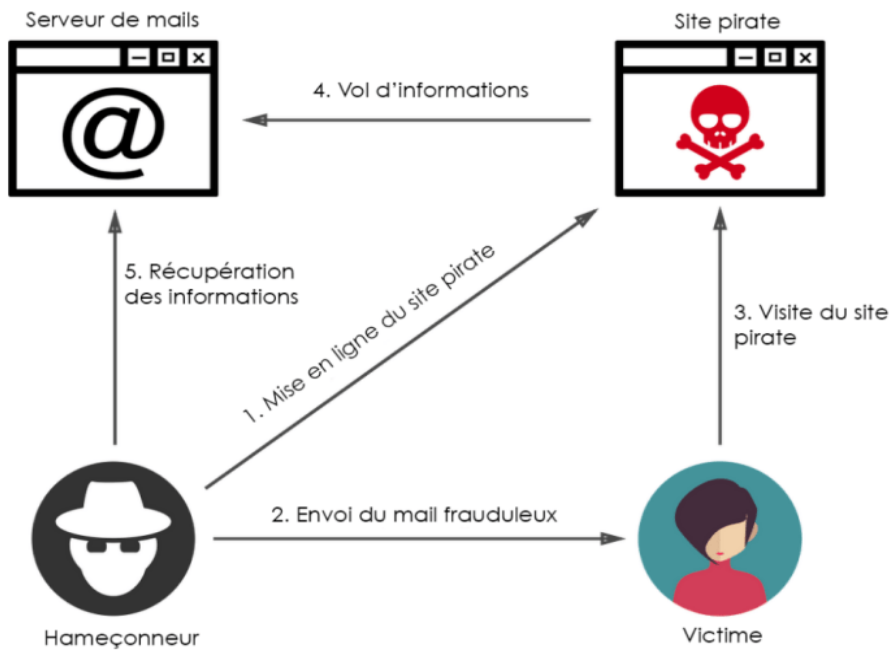 Serveur de mails
Site pirate
@
4. Vol d'informations
5. Récupération
des informations
1. Mise en ligne du site pirate
3. Visite du site
pirate
2. Envoi du mail frauduleux
Hameçonneur
Victime